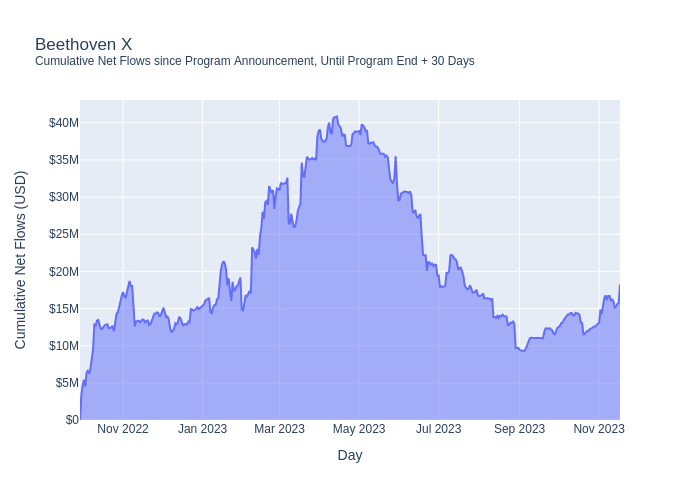 Beethoven X
Cumulative Net Flows since Program Announcement, Until Program End + 30 Days
$40M
$35M
$30M
$25M
$20M
$15M
$10M
$5M
$0
Cumulative Net Flows (USD)
Nov 2022 Jan 2023 Mar 2023 May 2023 Jul 2023 Sep 2023 Nov 2023
Day